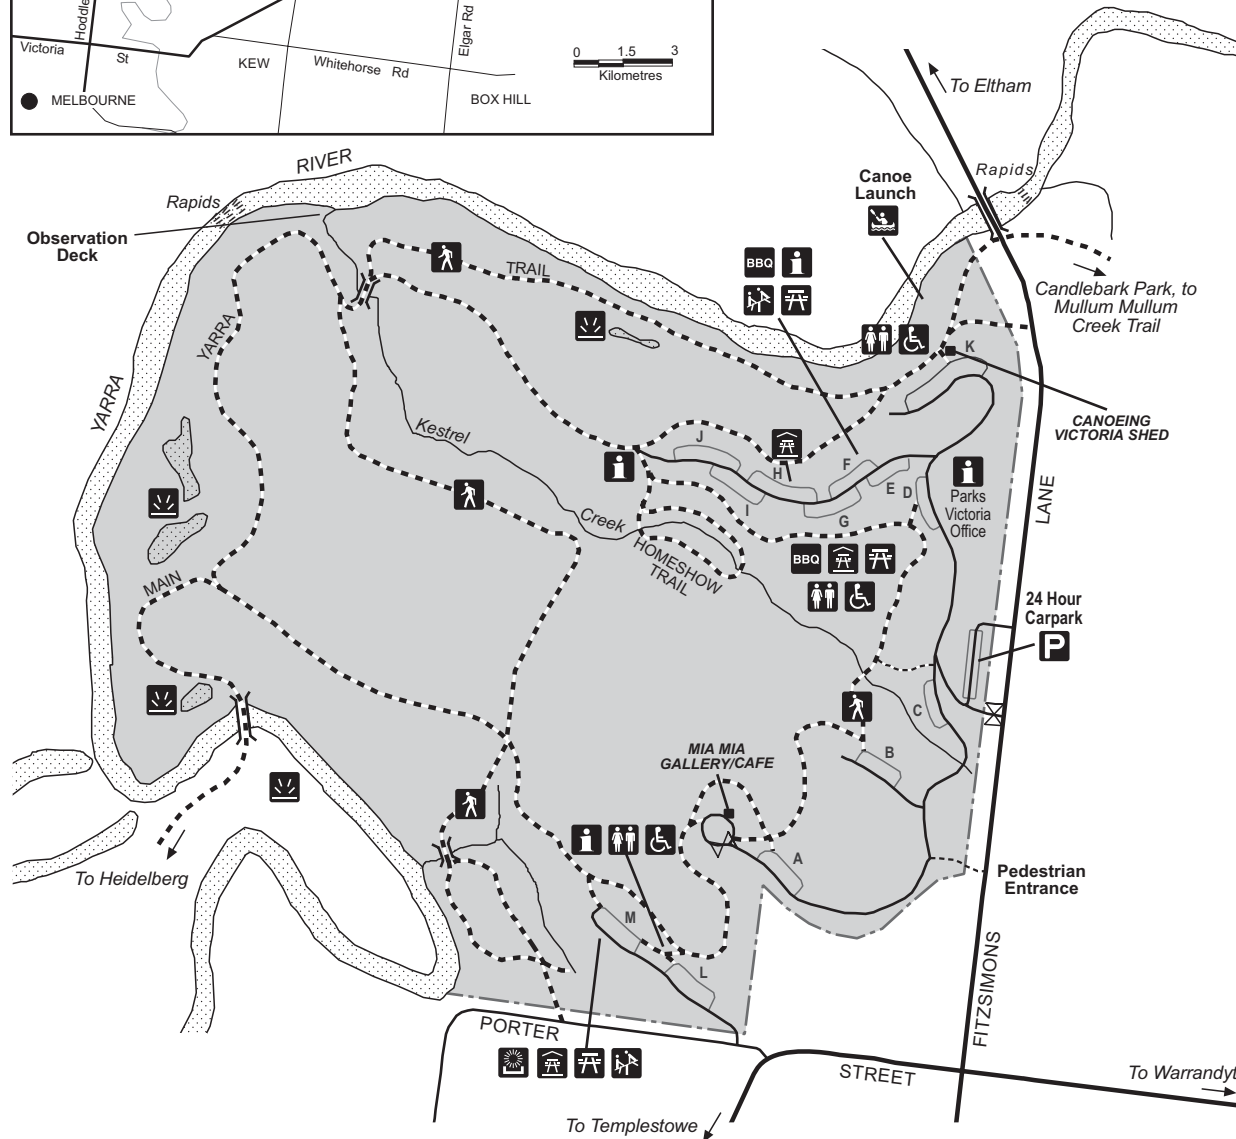 Hoddle
Victoria
St
KEW
Whitehorse Rd
Elgar Rd
0 1.5 3
Kilometres
MELBOURNE
BOX HILL
To Eltham
RIVER
Rapids
Rapids
Canoe
Launch
Observation
Deck
BBQ
i
TRAIL
Candlebark Park, to
Mullum Mullum
Creek Trail
YARRA
YARRA
K
CANOEING
VICTORIA SHED
Kestrel
J
H
F
E
D
I
G
i
i
Parks
Victoria
Office
LANE
Creek
HOMESHOW
TRAIL
BBQ
MAIN
24 Hour
Carpark
P
C
B
MIA MIA
GALLERY/CAFE
i
A
To Heidelberg
Pedestrian
Entrance
M
L
FITZSIMONS
PORTER
STREET
To Warrandyt
To Templestowe